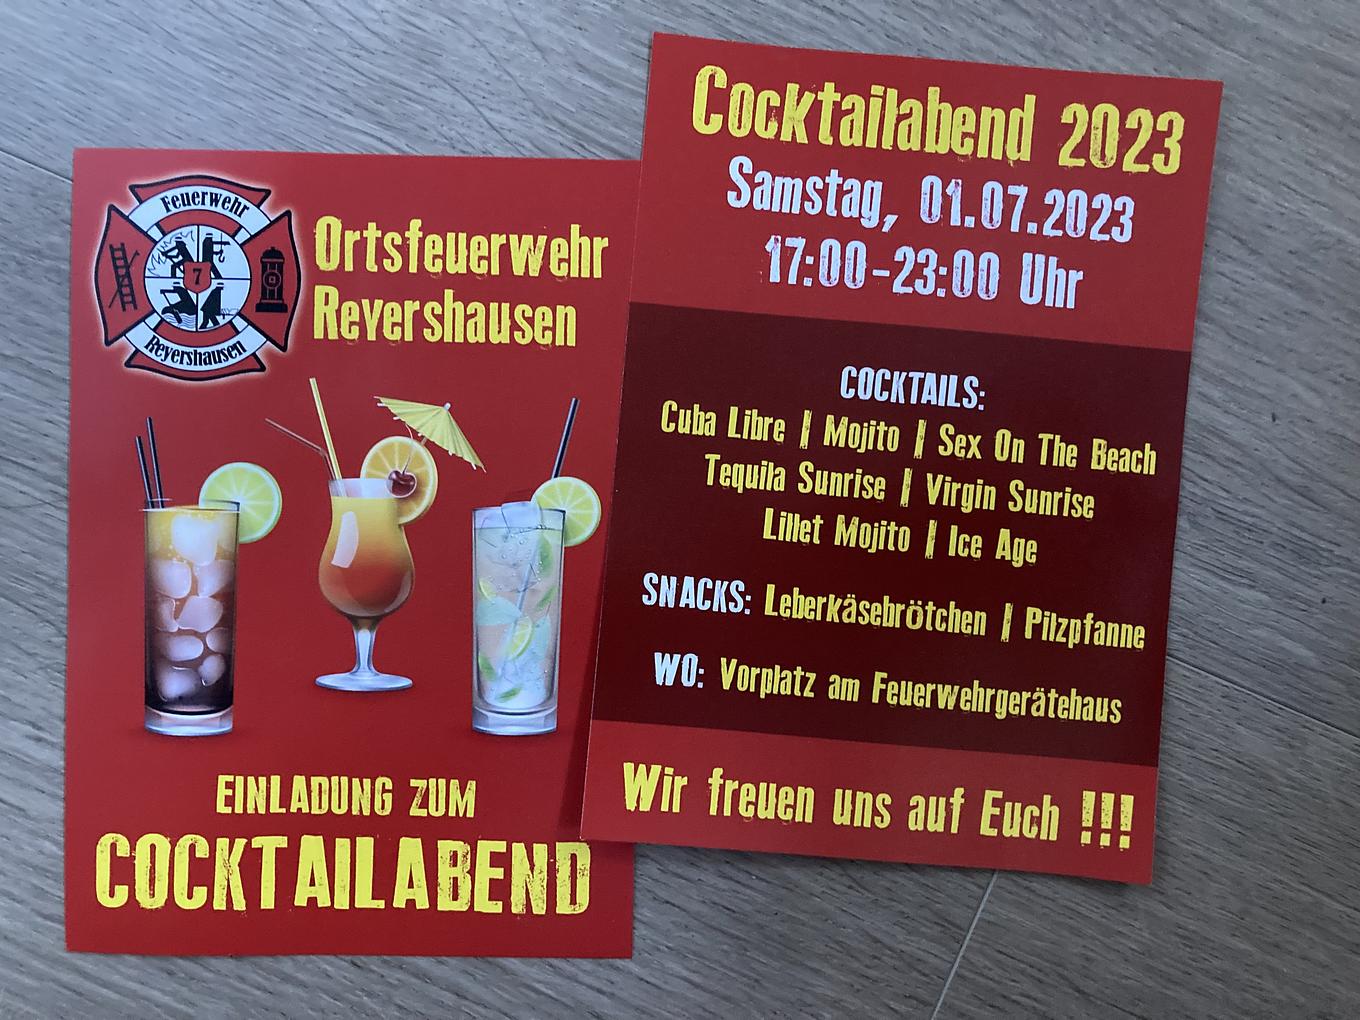 Feuerwehr
7
Reyershausen
Ortsfeuerwehr
Reyershausen
EINLADUNG ZUM
COCKTAILABEND
Cocktailabend 2023
Samstag, 01.07.2023
17:00-23:00 Uhr
COCKTAILS:
Cuba Libre | Mojito | Sex On The Beach
Tequila Sunrise | Virgin Sunrise
Lillet Mojito | Ice Age
SNACKS: Leberkäsebrötchen | Pilzpfanne
WO: Vorplatz am Feuerwehrgerätehaus
Wir freuen uns auf Euch !!!